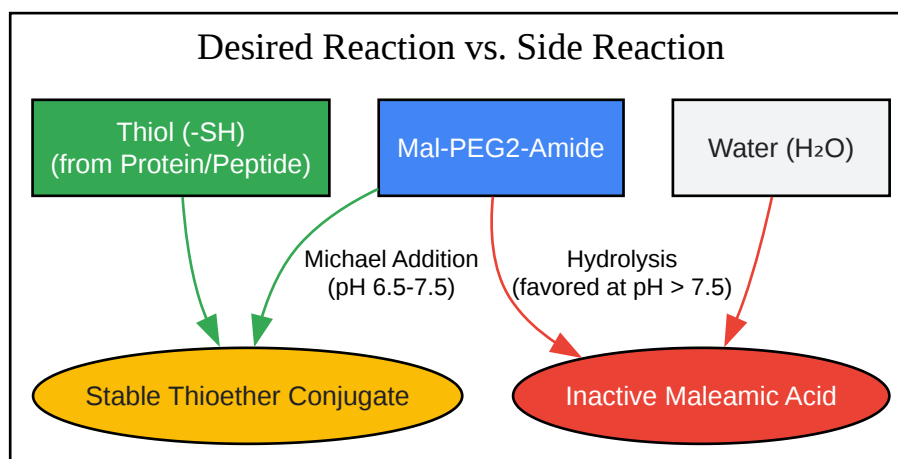 Desired Reaction vs. Side Reaction
Thiol (-SH)
(from Protein/Peptide)
Mal-PEG2-Amide
Water (H₂O)
Michael Addition
(pH 6.5-7.5)
Hydrolysis
(favored at pH > 7.5)
Stable Thioether Conjugate
Inactive Maleamic Acid